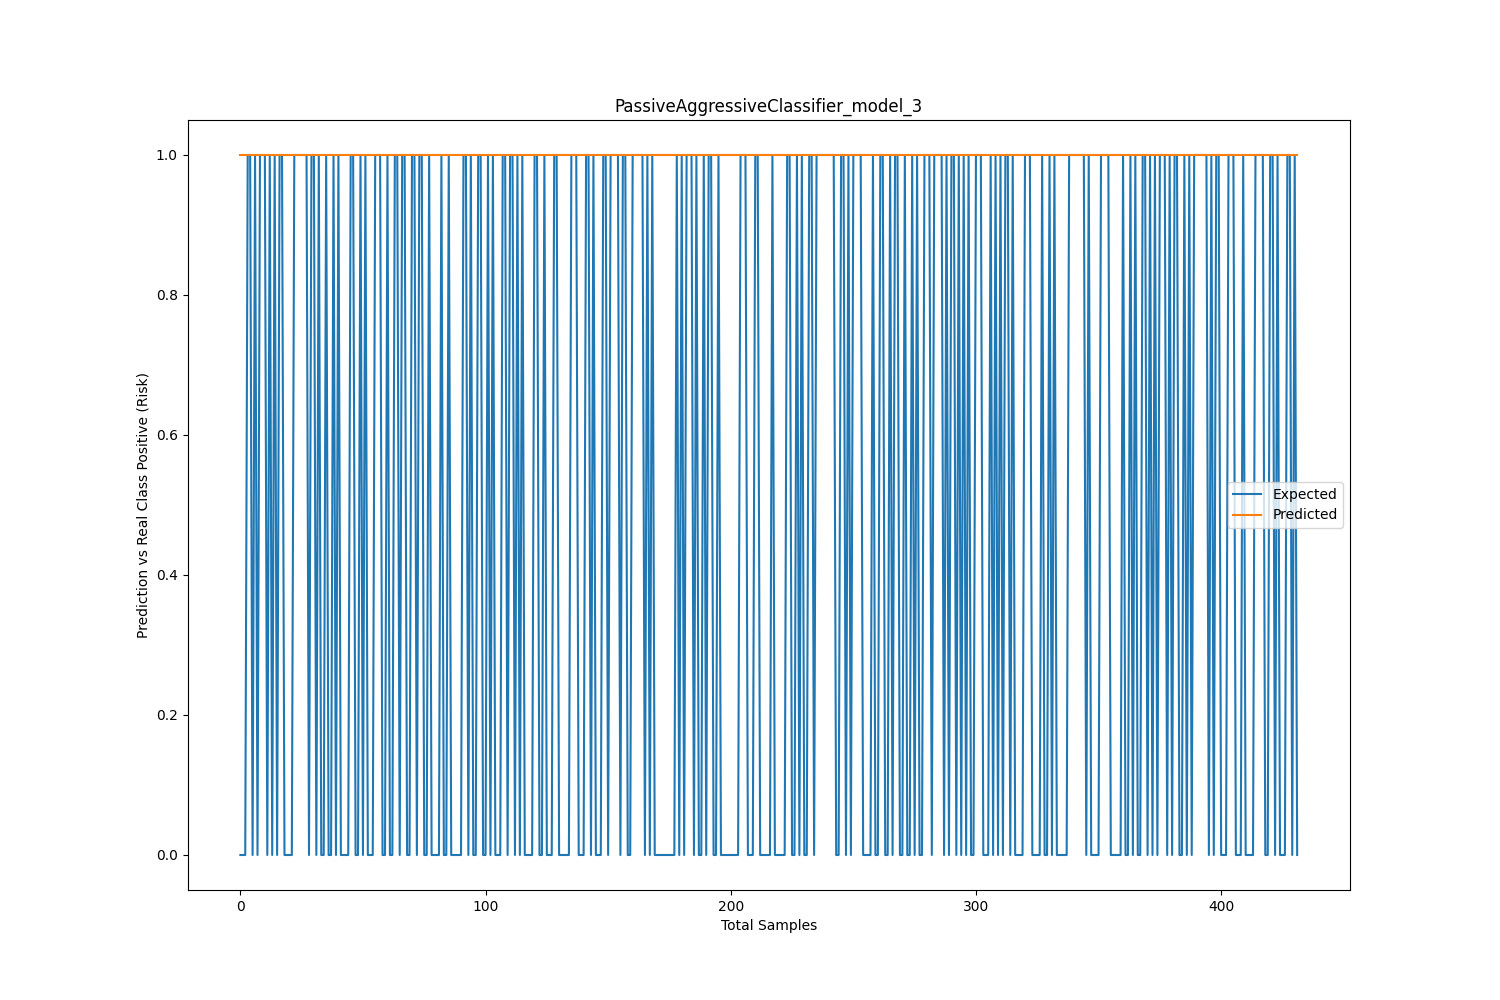 PassiveAggressiveClassifier_model_3
1.0
0.8
0.6
0.4
0.2
0.0
Prediction vs Real Class Positive (Risk)
Expected
Predicted
0
100
200
300
400
Total Samples